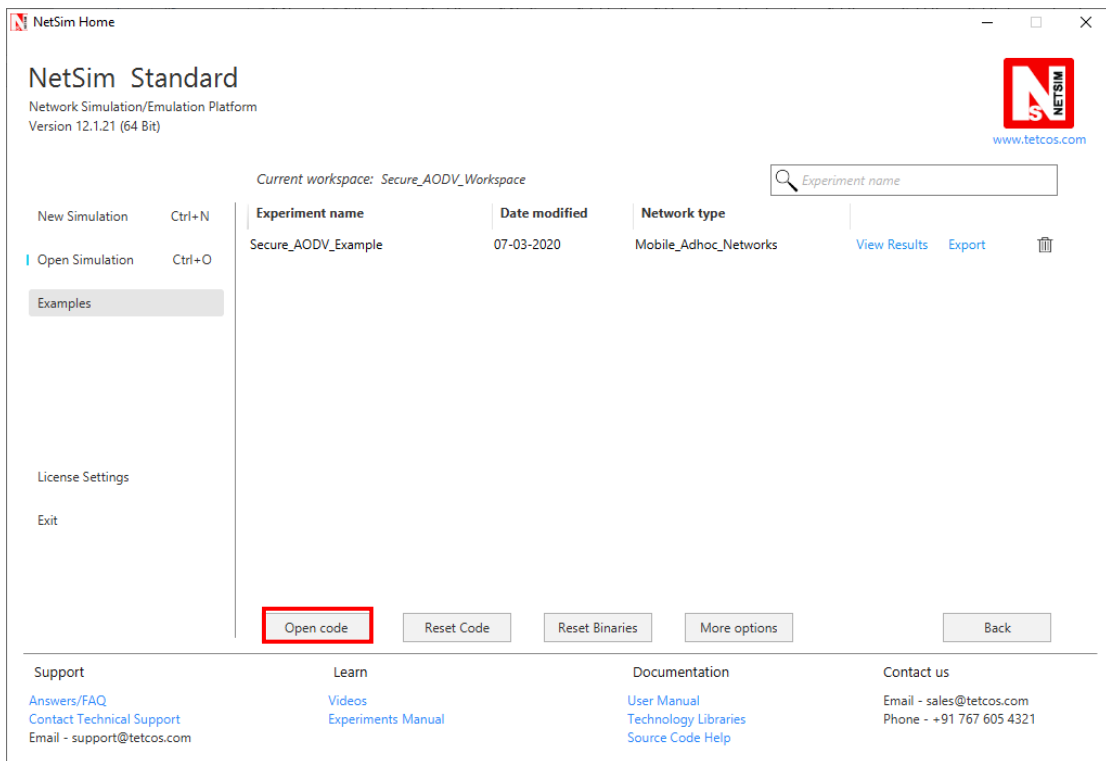 NetSim Home
NetSim Standard
Network Simulation/Emulation Platform
Version 12.1.21 (64 Bit)
NS NETSIM
www.tetcos.com
Current workspace: Secure_AODV_Workspace
Experiment name
New Simulation Ctrl+N
Open Simulation Ctrl+O
Examples
License Settings
Exit
Experiment name Date modified Network type
Secure_AODV_Example 07-03-2020 Mobile_Adhoc_Networks View Results Export
Open code Reset Code Reset Binaries More options Back
Support
Answers/FAQ
Contact Technical Support
Email - support@tetcos.com
Learn
Videos
Experiments Manual
Documentation
User Manual
Technology Libraries
Source Code Help
Contact us
Email - sales@tetcos.com
Phone - +91 767 605 4321